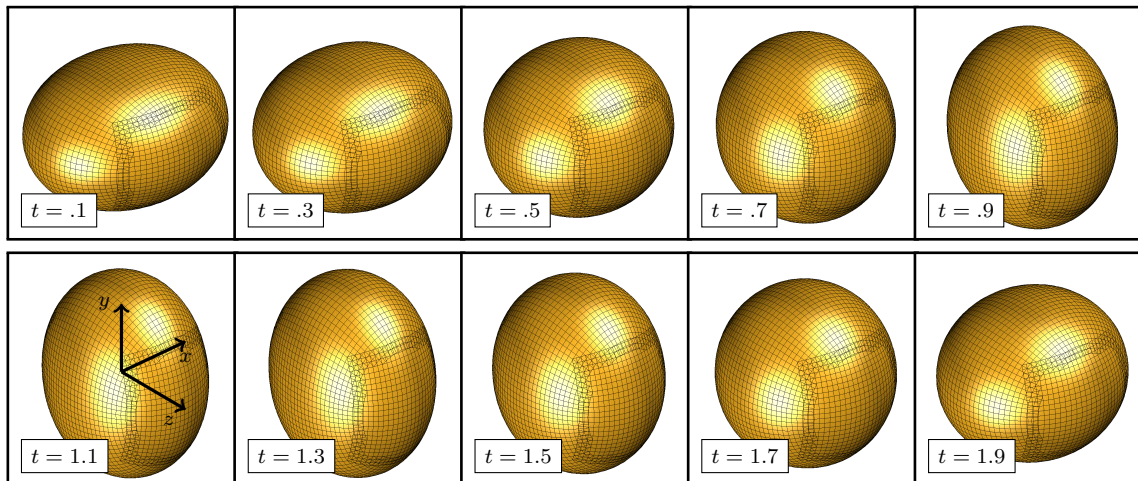 t = .1
t = .3
t = .5
t = .7
t = .9
y
x
z
t = 1.1
t = 1.3
t = 1.5
t = 1.7
t = 1.9